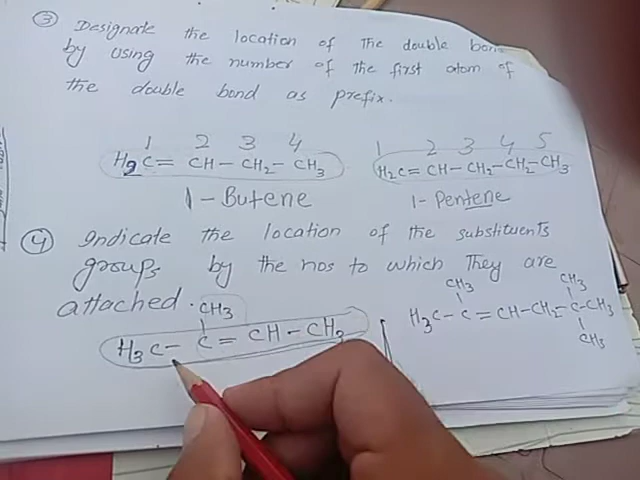 ③ Designate the location of the double bond
by using the number of the first atom of
the double bond as prefix.
1 2 3 4
H2C = CH - CH2 - CH3
1 - Butene
1 2 3 4 5
H2C = CH - CH2 - CH2 - CH3
1- Pentene
④ Indicate the location of the substituents
groups by the nos to which They are
attached.
CH3
H3C - C = CH - CH3
CH3 CH3
H3C - C = CH - CH2 - C - CH3
CH3